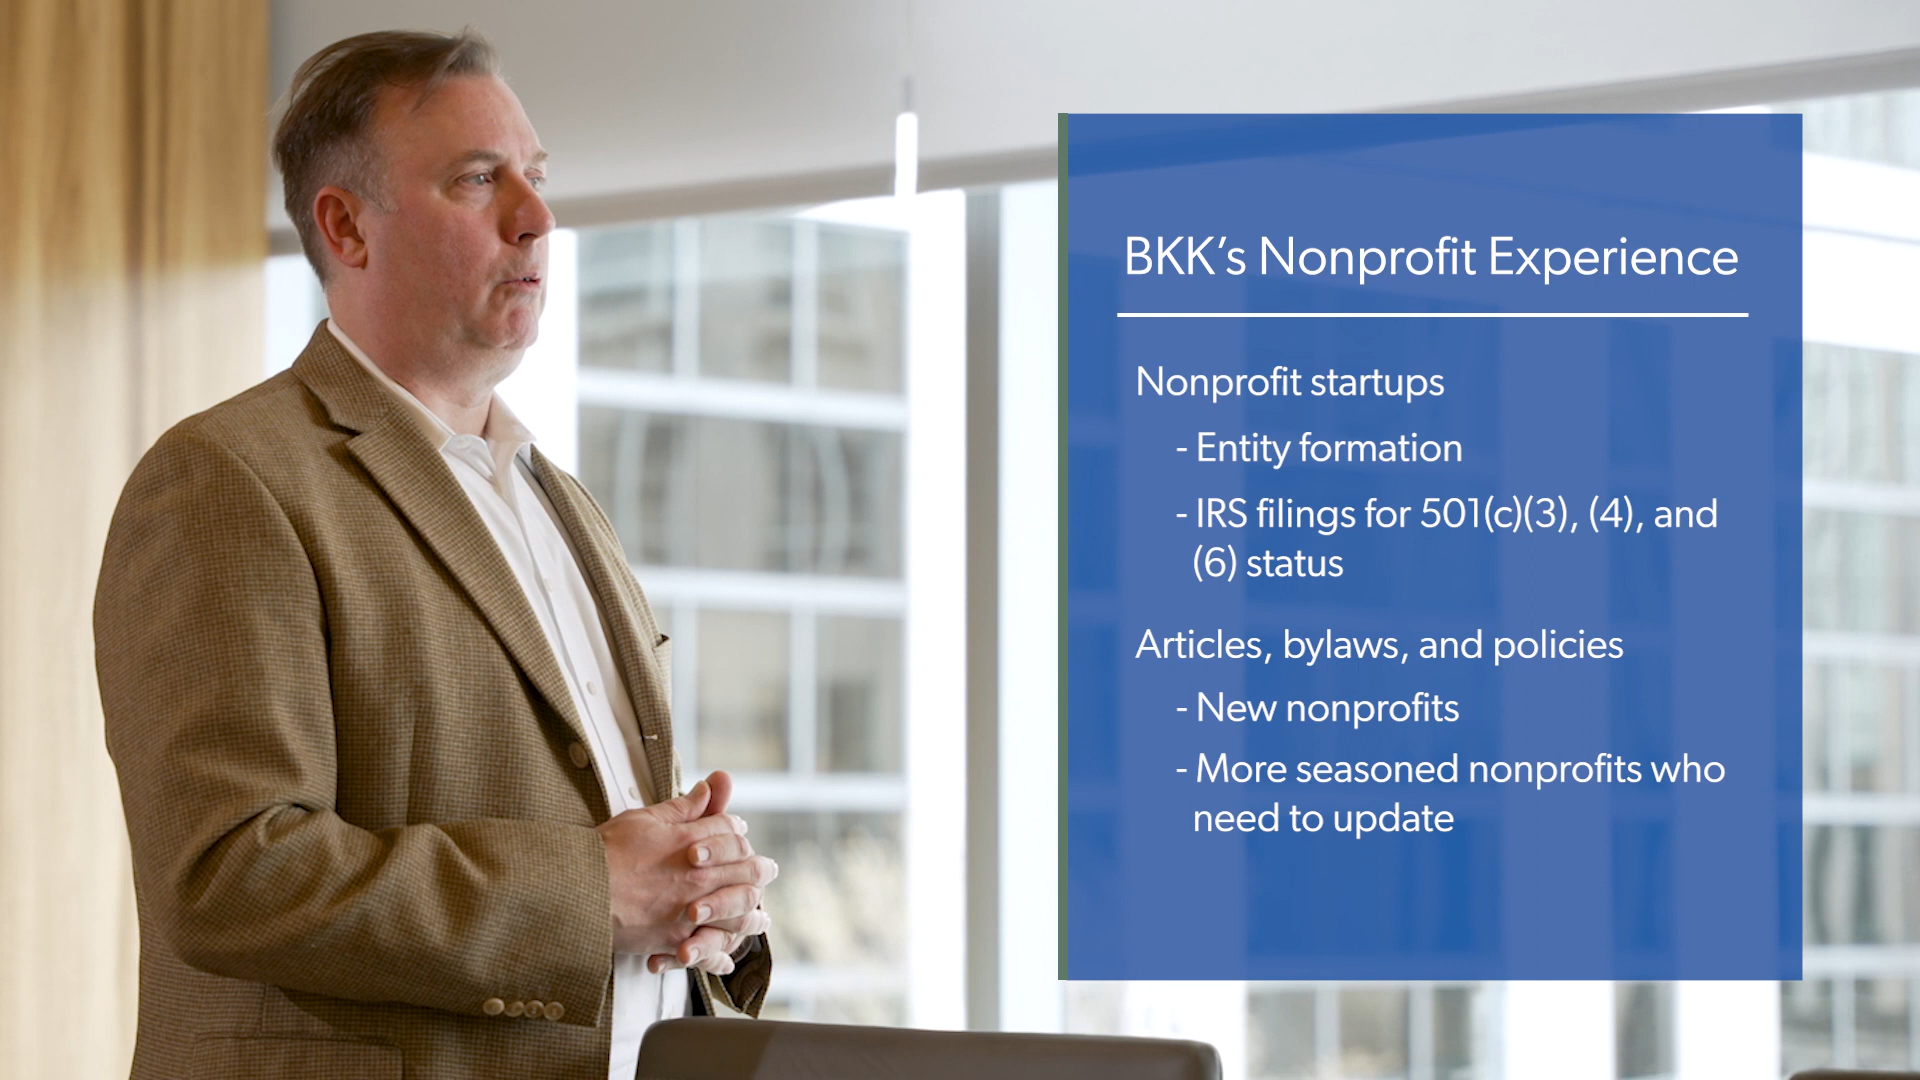 BKK’s Nonprofit Experience
Nonprofit startups
- Entity formation
- IRS filings for 501(c)(3), (4), and
(6) status
Articles, bylaws, and policies
- New nonprofits
- More seasoned nonprofits who
need to update